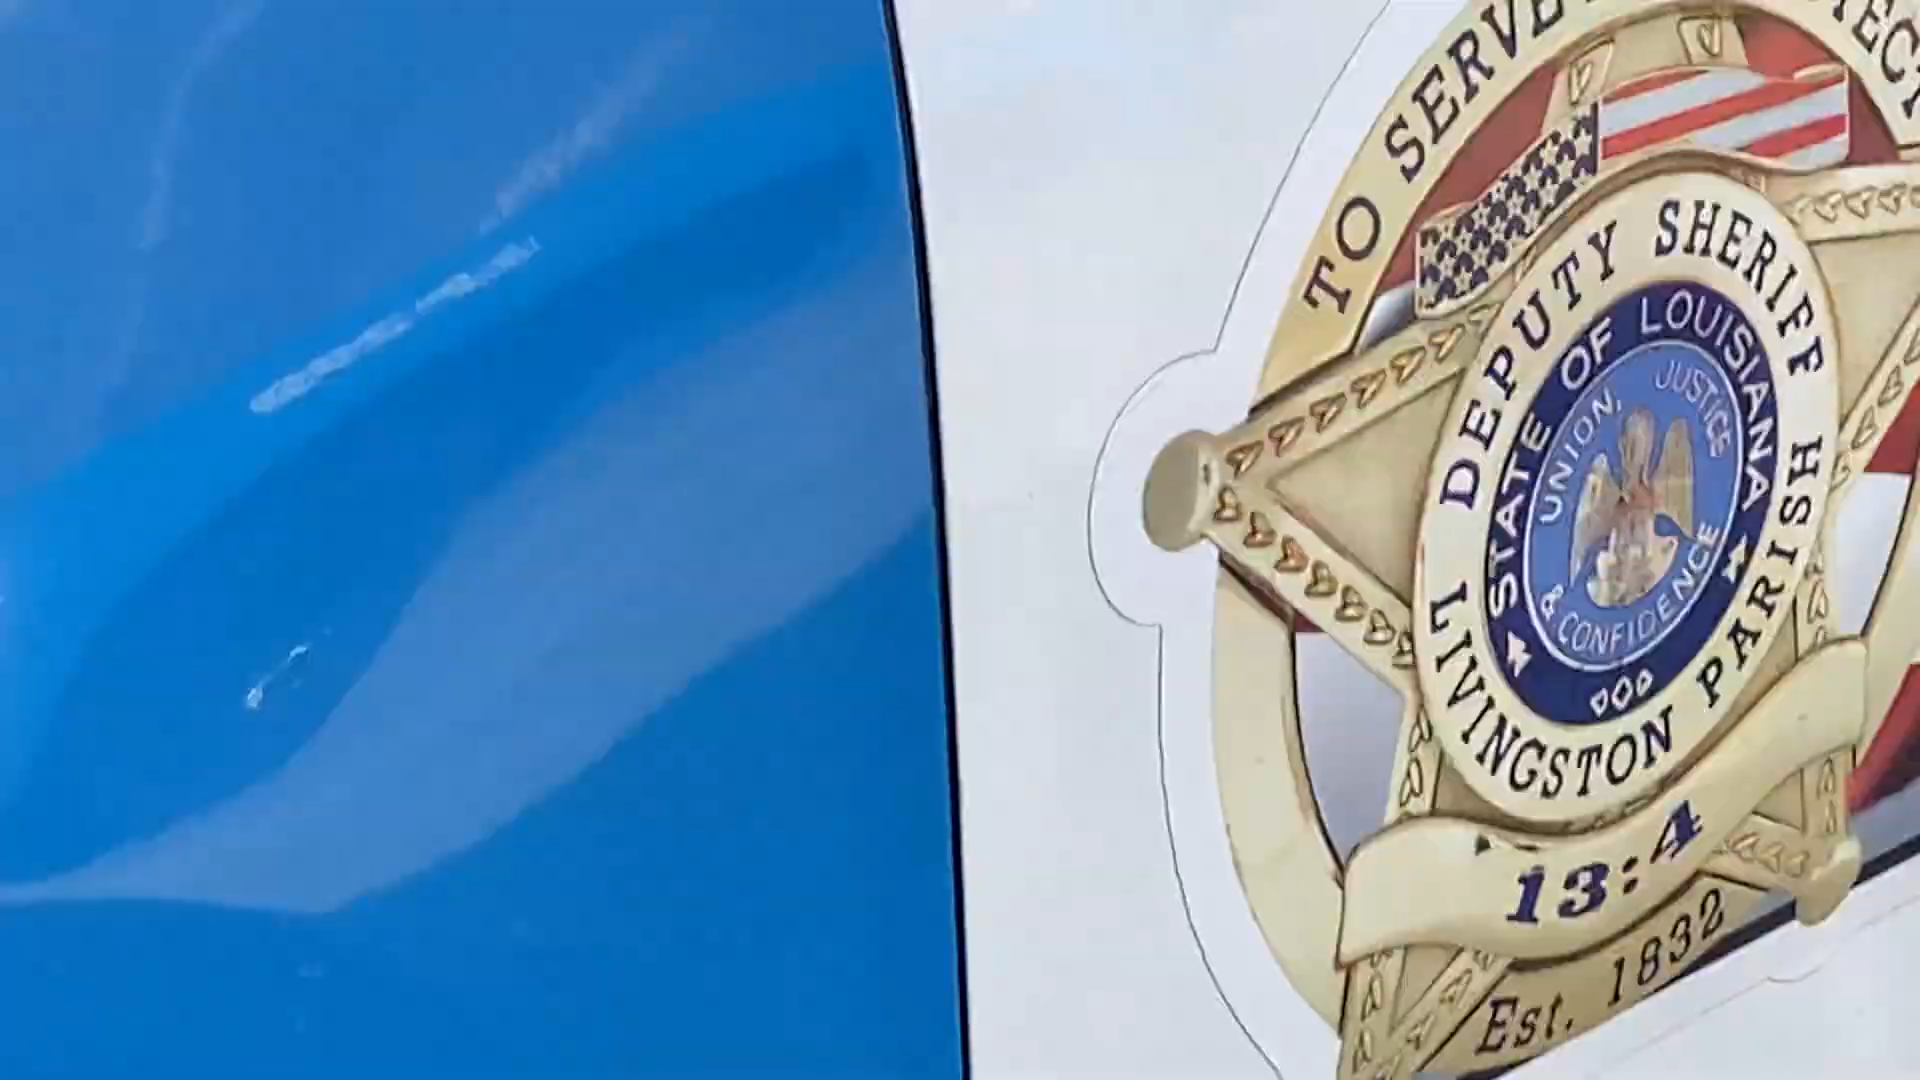 TO SERVE
DEPUTY SHERIFF
STATE OF LOUISIANA
UNION, JUSTICE
& CONFIDENCE
LIVINGSTON PARISH
13:4
Est. 1832